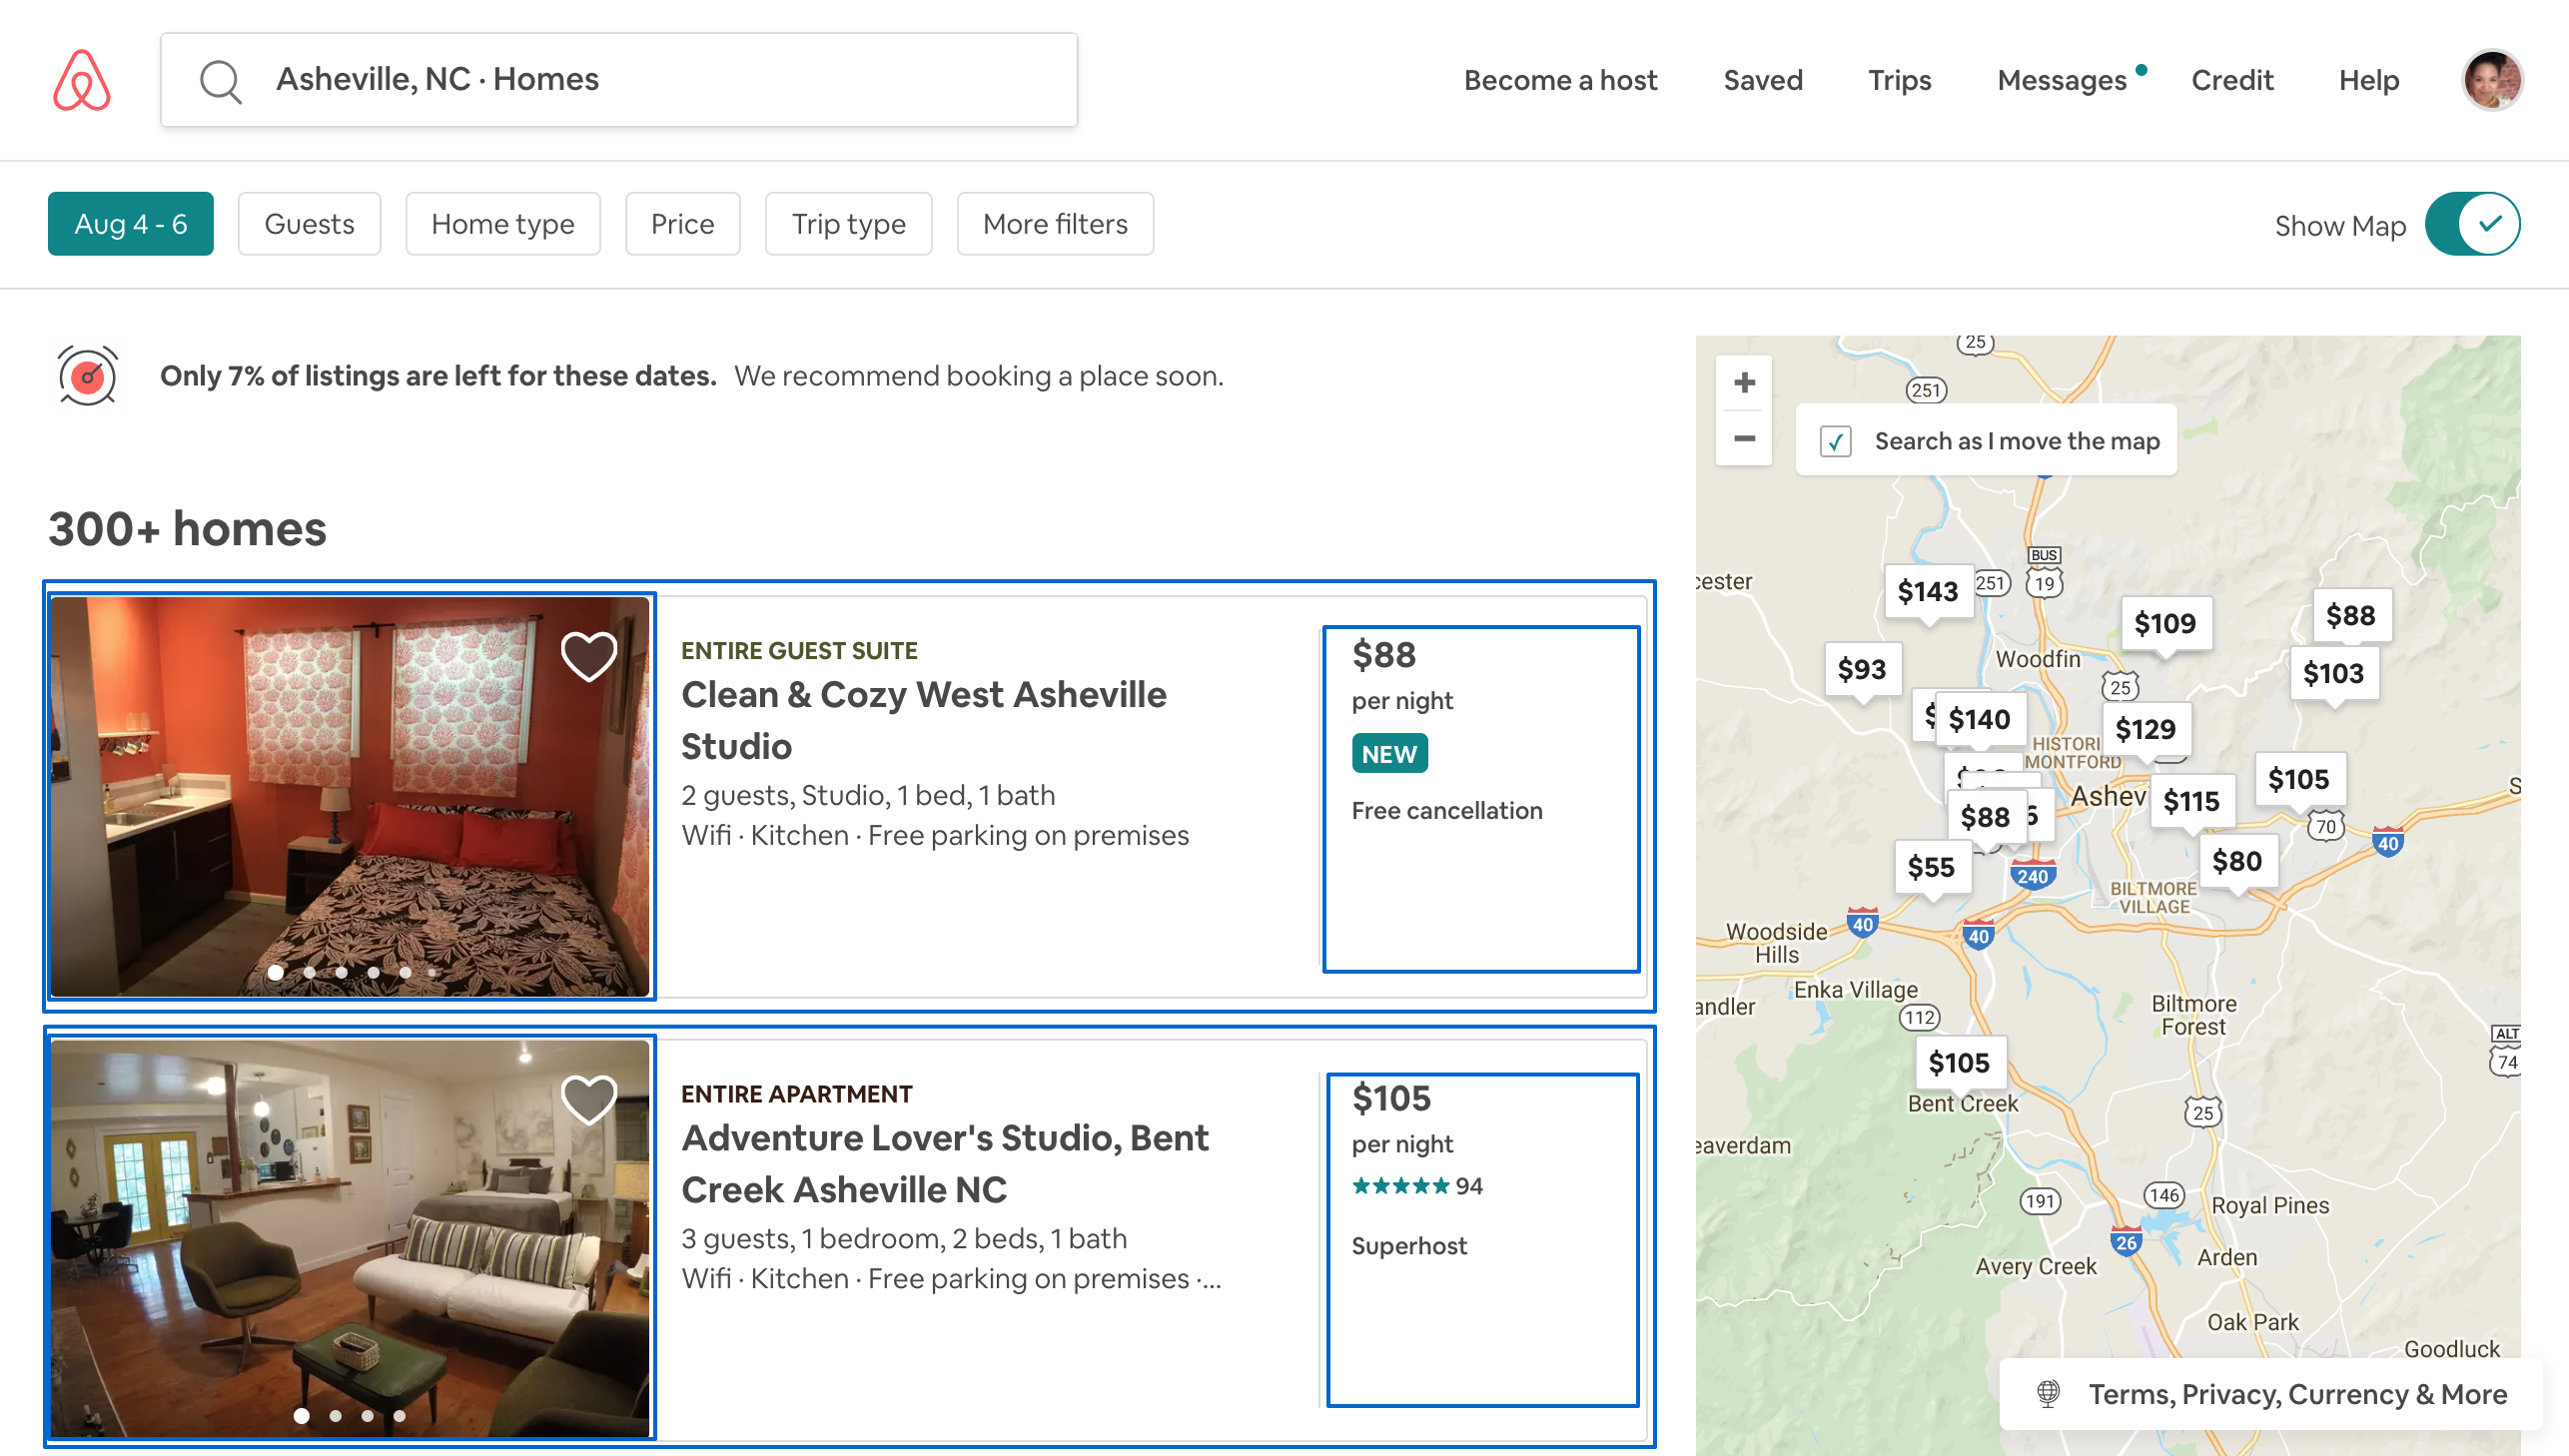 Asheville, NC · Homes
Become a host
Saved
Trips
Messages
Credit
Help
Aug 4 - 6
Guests
Home type
Price
Trip type
More filters
Show Map
Only 7% of listings are left for these dates. We recommend booking a place soon.
300+ homes
ENTIRE GUEST SUITE
Clean & Cozy West Asheville
Studio
2 guests, Studio, 1 bed, 1 bath
Wifi · Kitchen · Free parking on premises
$88
per night
NEW
Free cancellation
ENTIRE APARTMENT
Adventure Lover's Studio, Bent
Creek Asheville NC
3 guests, 1 bedroom, 2 beds, 1 bath
Wifi · Kitchen · Free parking on premises ·...
$105
per night
94
Superhost
25
251
Search as I move the map
BUS
19
251
cester
$143
$109
$88
Woodfin
$93
$103
25
$140
$129
HISTORI
MONTFORD
$105
Ashev
$115
$88
6
70
40
$55
$80
240
BILTMORE
VILLAGE
40
40
Woodside
Hills
Enka Village
andler
112
Biltmore
Forest
ALT
74
$105
Bent Creek
25
eaverdam
191
146
Royal Pines
26
Arden
Avery Creek
Oak Park
Goodluck
Terms, Privacy, Currency & More